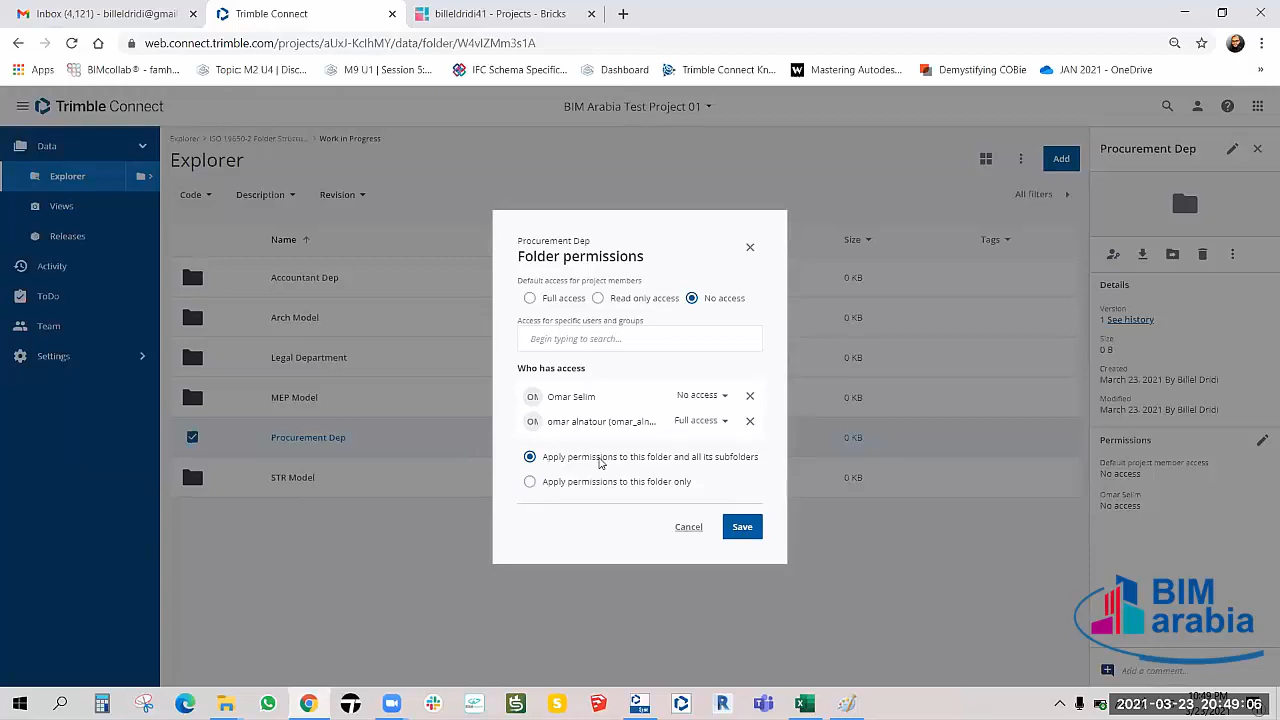 Inbox (4,121) - billeldridi@gmail
Trimble Connect
billeldridi41 - Projects - Bricks
web.connect.trimble.com/projects/aUxJ-KcIhMY/data/folder/W4vIZMm3s1A
Apps
BIMcollab® - famh...
Topic: M2 U4 | Disc...
M9 U1 | Session 5:...
IFC Schema Specific...
Dashboard
Trimble Connect Kn...
Mastering Autodes...
Demystifying COBie
JAN 2021 - OneDrive
Trimble Connect
BIM Arabia Test Project 01
Data
Explorer
Views
Releases
Activity
ToDo
Team
Settings
Explorer > ISO 19650-2 Folder Structu... > Work in Progress
Explorer
Add
Code
Description
Revision
All filters
Name
Size
Tags
Accountant Dep
0 KB
Arch Model
0 KB
Legal Department
0 KB
MEP Model
0 KB
Procurement Dep
0 KB
STR Model
0 KB
Procurement Dep
Folder permissions
Default access for project members
Full access
Read only access
No access
Access for specific users and groups
Begin typing to search...
Who has access
OM
Omar Selim
No access
OM
omar alnatour (omar_aln...
Full access
Apply permissions to this folder and all its subfolders
Apply permissions to this folder only
Cancel
Save
Procurement Dep
Details
Version
1 See history
Size
0 B
Created
March 23, 2021 By Billel Dridi
Modified
March 23, 2021 By Billel Dridi
Permissions
Default project member access
No access
Omar Selim
No access
BIM
arabia
Add a comment...
2021-03-23 20:49:06